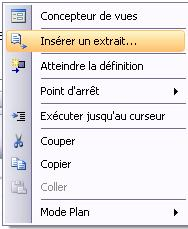 Concepteur de vues
Insérer un extrait...
Atteindre la définition
Point d'arrêt
Exécuter jusqu'au curseur
Couper
Copier
Coller
Mode Plan